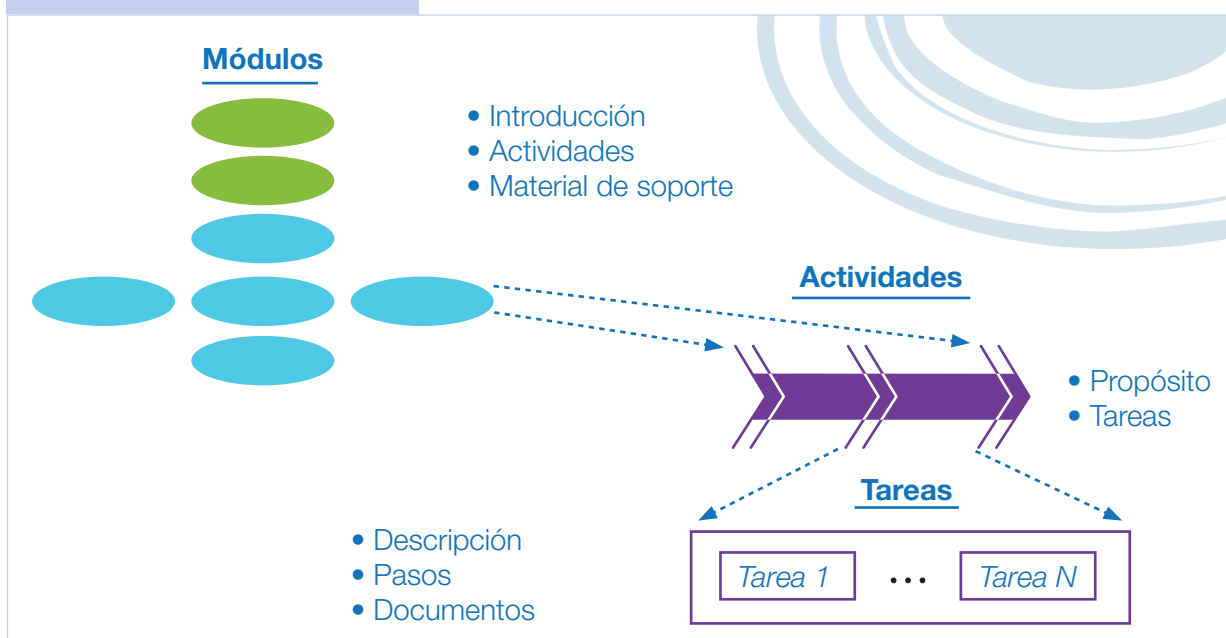 Módulos
• Introducción
• Actividades
• Material de soporte
Actividades
• Propósito
• Tareas
Tareas
• Descripción
• Pasos
• Documentos
Tarea 1 ... Tarea N